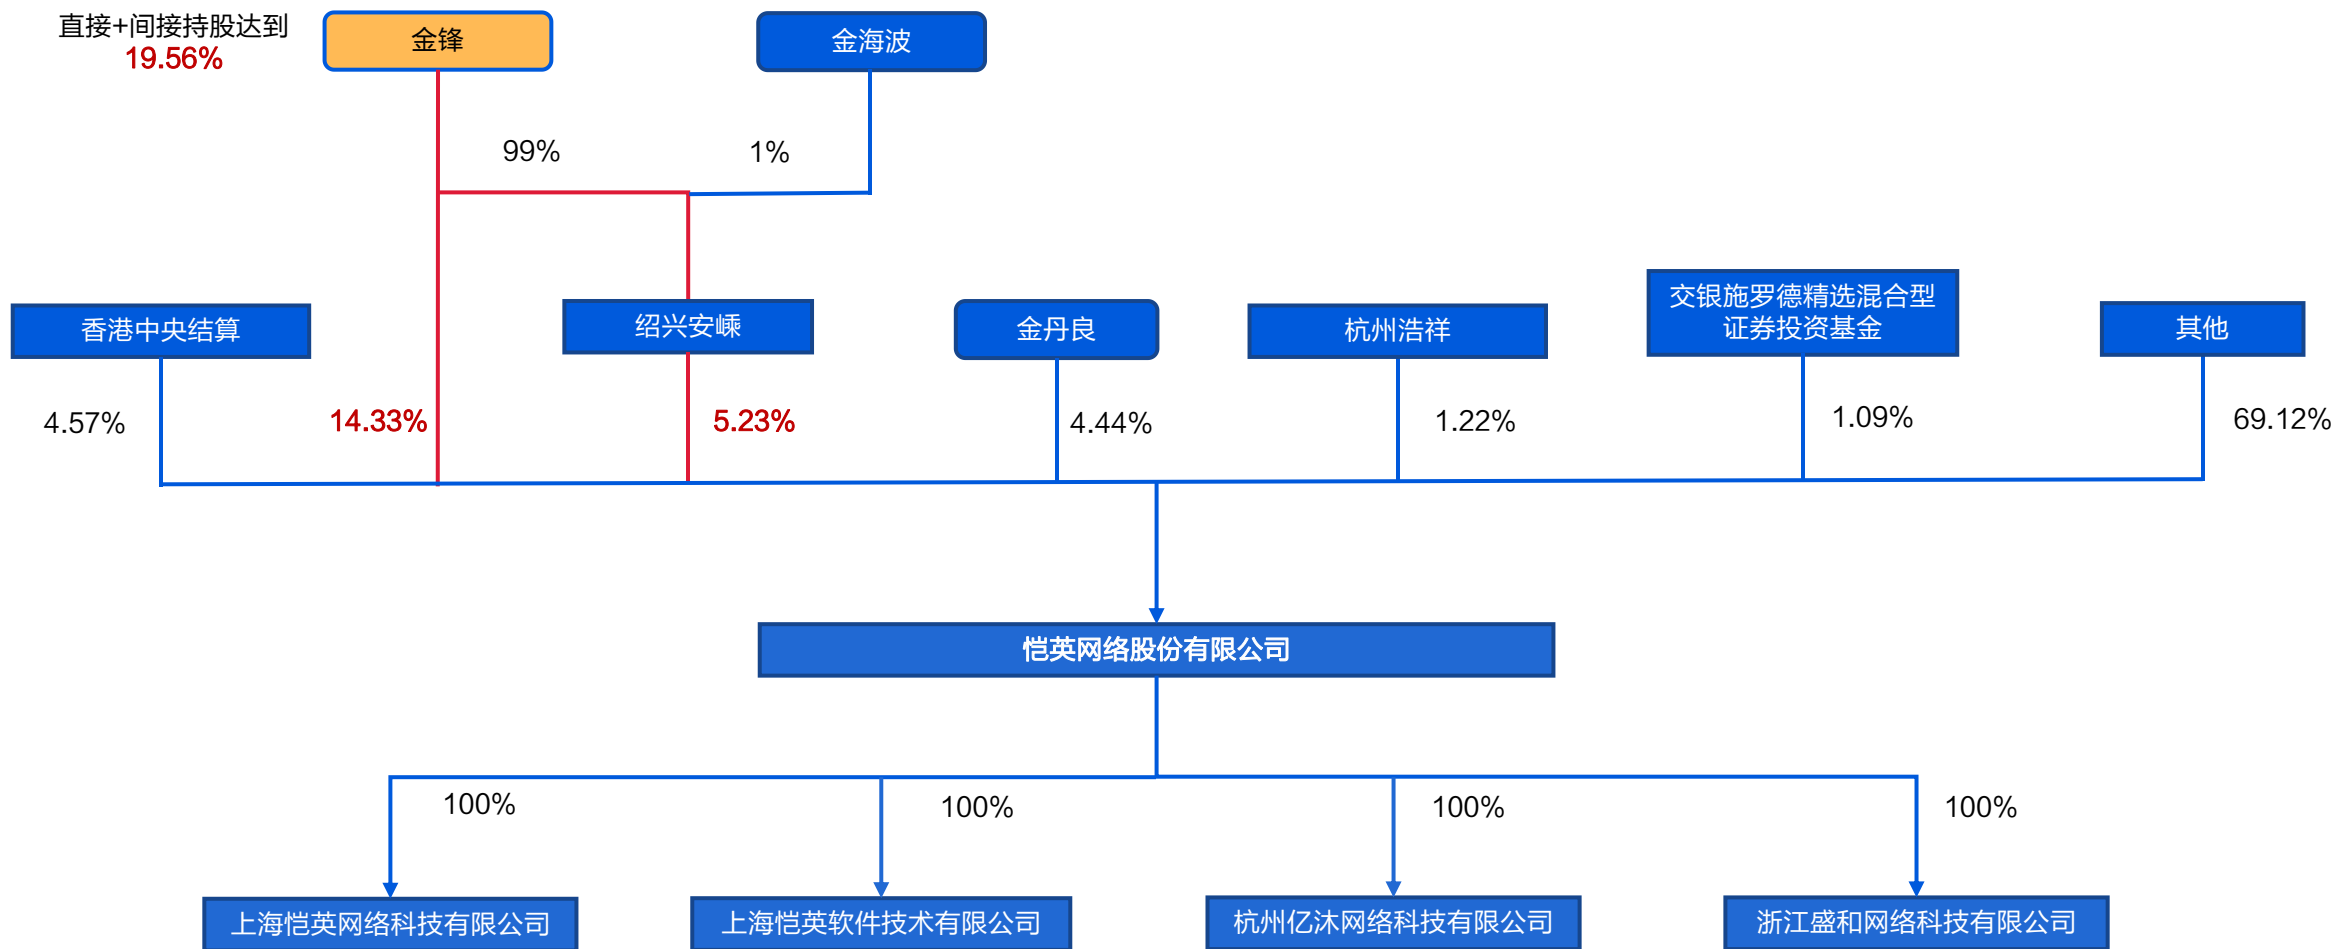 直接+间接持股达到
19.56%
金锋
金海波
99%
1%
香港中央结算
绍兴安嵊
金丹良
杭州浩祥
交银施罗德精选混合型
证券投资基金
其他
4.57%
14.33%
5.23%
4.44%
1.22%
1.09%
69.12%
恺英网络股份有限公司
100%
100%
100%
100%
上海恺英网络科技有限公司
上海恺英软件技术有限公司
杭州亿沐网络科技有限公司
浙江盛和网络科技有限公司